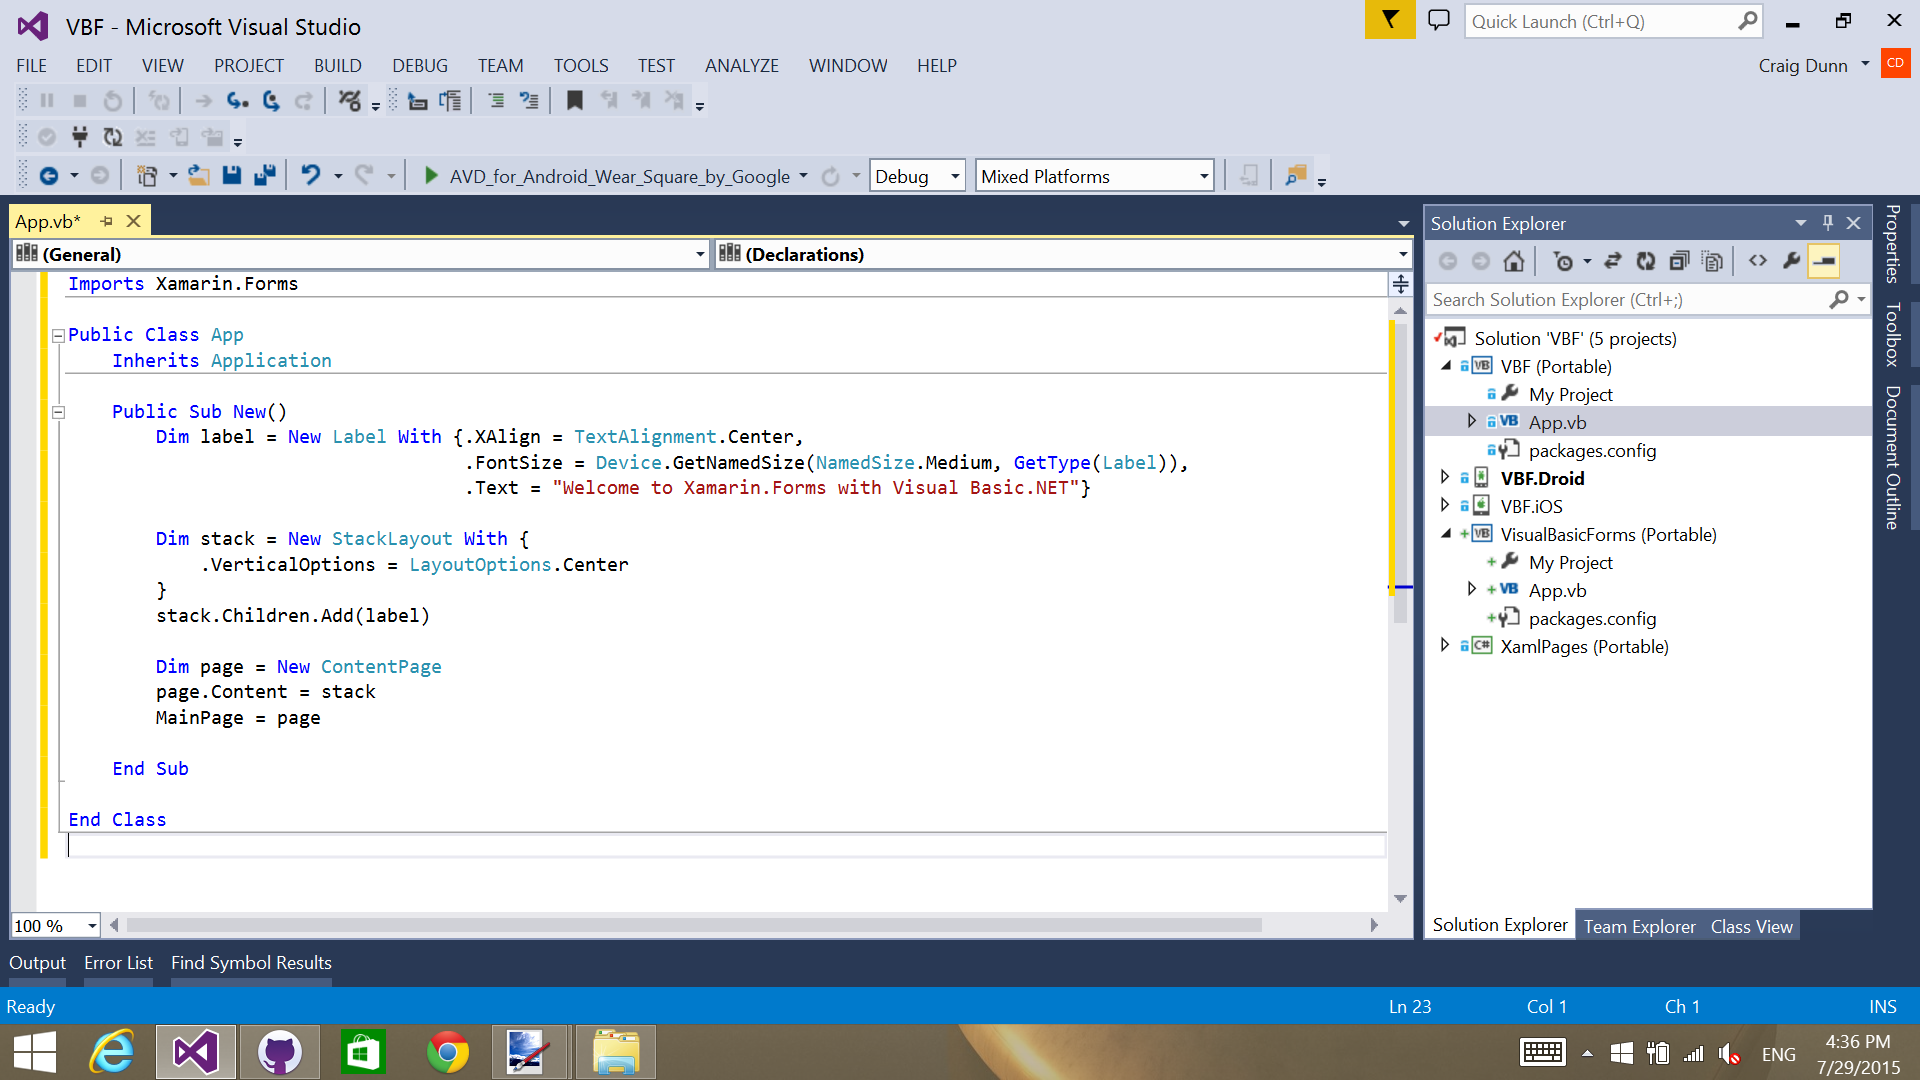 VBF - Microsoft Visual Studio
Quick Launch (Ctrl+Q)
FILE EDIT VIEW PROJECT BUILD DEBUG TEAM TOOLS TEST ANALYZE WINDOW HELP
Craig Dunn CD
AVD_for_Android_Wear_Square_by_Google Debug Mixed Platforms
App.vb*
(General) (Declarations)
Imports Xamarin.Forms
Public Class App
Inherits Application
Public Sub New()
Dim label = New Label With {.XAlign = TextAlignment.Center,
.FontSize = Device.GetNamedSize(NamedSize.Medium, GetType(Label)),
.Text = "Welcome to Xamarin.Forms with Visual Basic.NET"}
Dim stack = New StackLayout With {
.VerticalOptions = LayoutOptions.Center
}
stack.Children.Add(label)
Dim page = New ContentPage
page.Content = stack
MainPage = page
End Sub
End Class
100 %
Solution Explorer
Search Solution Explorer (Ctrl+;)
Solution 'VBF' (5 projects)
VB VBF (Portable)
My Project
VB App.vb
packages.config
VBF.Droid
VBF.iOS
VB VisualBasicForms (Portable)
My Project
VB App.vb
packages.config
C# XamlPages (Portable)
Solution Explorer Team Explorer Class View
Properties
Toolbox
Document Outline
Output Error List Find Symbol Results
Ready Ln 23 Col 1 Ch 1 INS
ENG
4:36 PM
7/29/2015